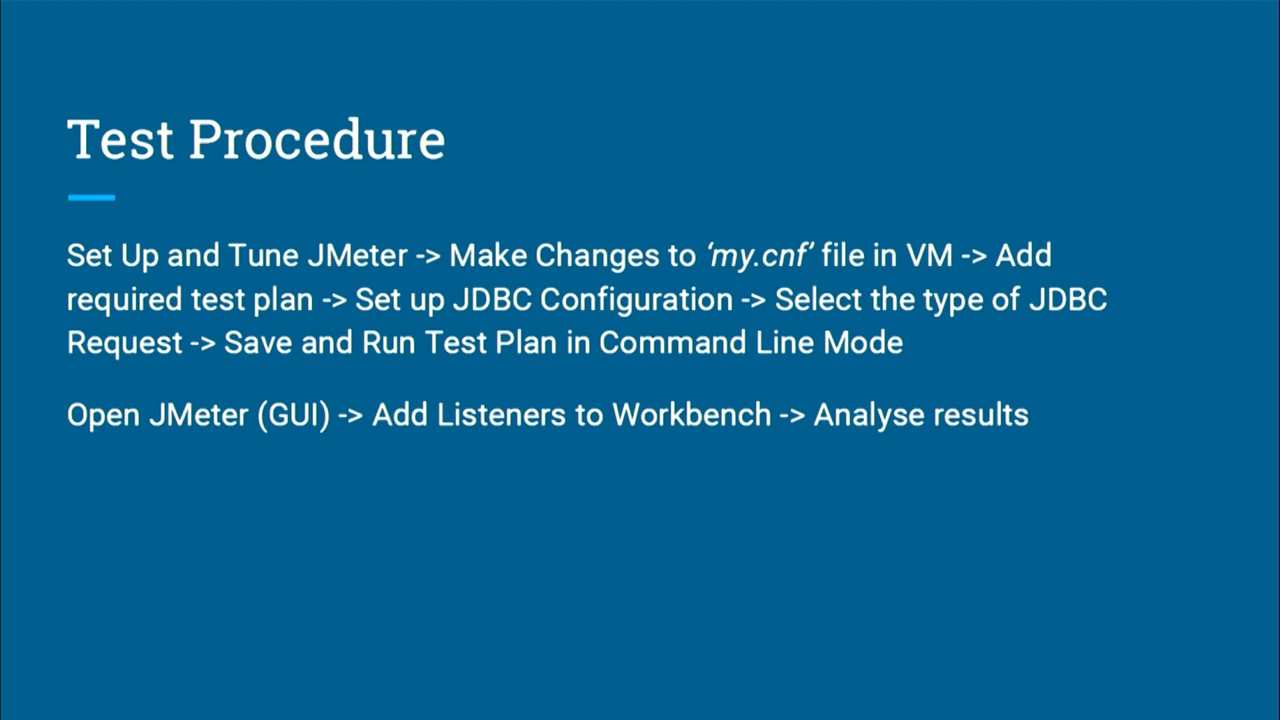 Test Procedure
Set Up and Tune JMeter -> Make Changes to ‘my.cnf’ file in VM -> Add
required test plan -> Set up JDBC Configuration -> Select the type of JDBC
Request -> Save and Run Test Plan in Command Line Mode
Open JMeter (GUI) -> Add Listeners to Workbench -> Analyse results